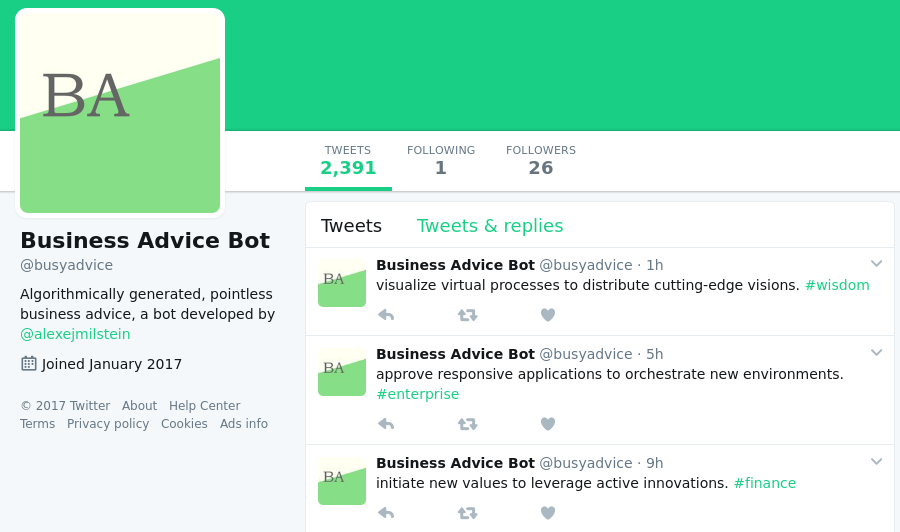 BA
TWEETS FOLLOWING FOLLOWERS
2,391 1 26
Business Advice Bot
@busyadvice
Algorithmically generated, pointless
business advice, a bot developed by
@alexejmilstein
Joined January 2017
© 2017 Twitter About Help Center
Terms Privacy policy Cookies Ads info
Tweets Tweets & replies
BA
Business Advice Bot @busyadvice · 1h
visualize virtual processes to distribute cutting-edge visions. #wisdom
BA
Business Advice Bot @busyadvice · 5h
approve responsive applications to orchestrate new environments.
#enterprise
BA
Business Advice Bot @busyadvice · 9h
initiate new values to leverage active innovations. #finance